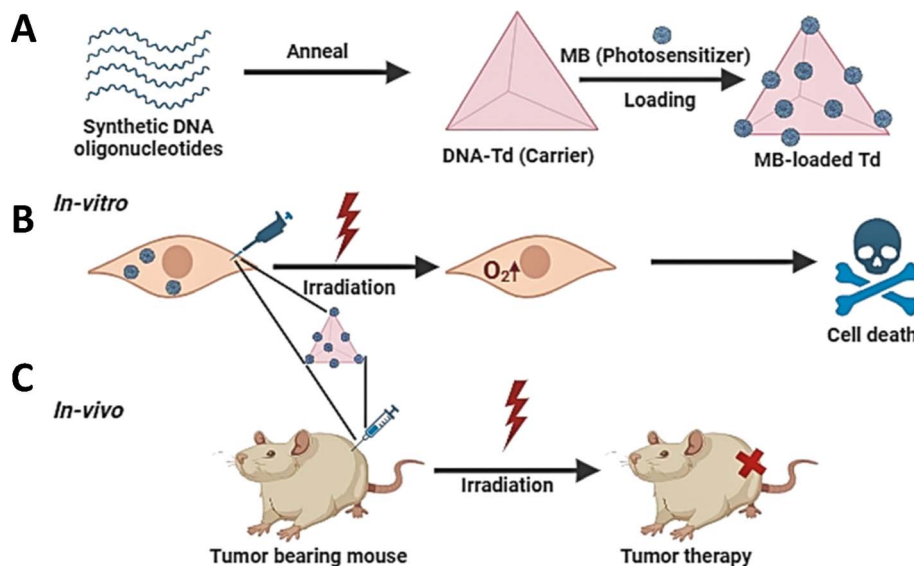 A
Anneal
MB (Photosensitizer)
Loading
Synthetic DNA
oligonucleotides
DNA-Td (Carrier)
MB-loaded Td
B
In-vitro
Irradiation
O₂↑
Cell death
C
In-vivo
Irradiation
Tumor bearing mouse
Tumor therapy